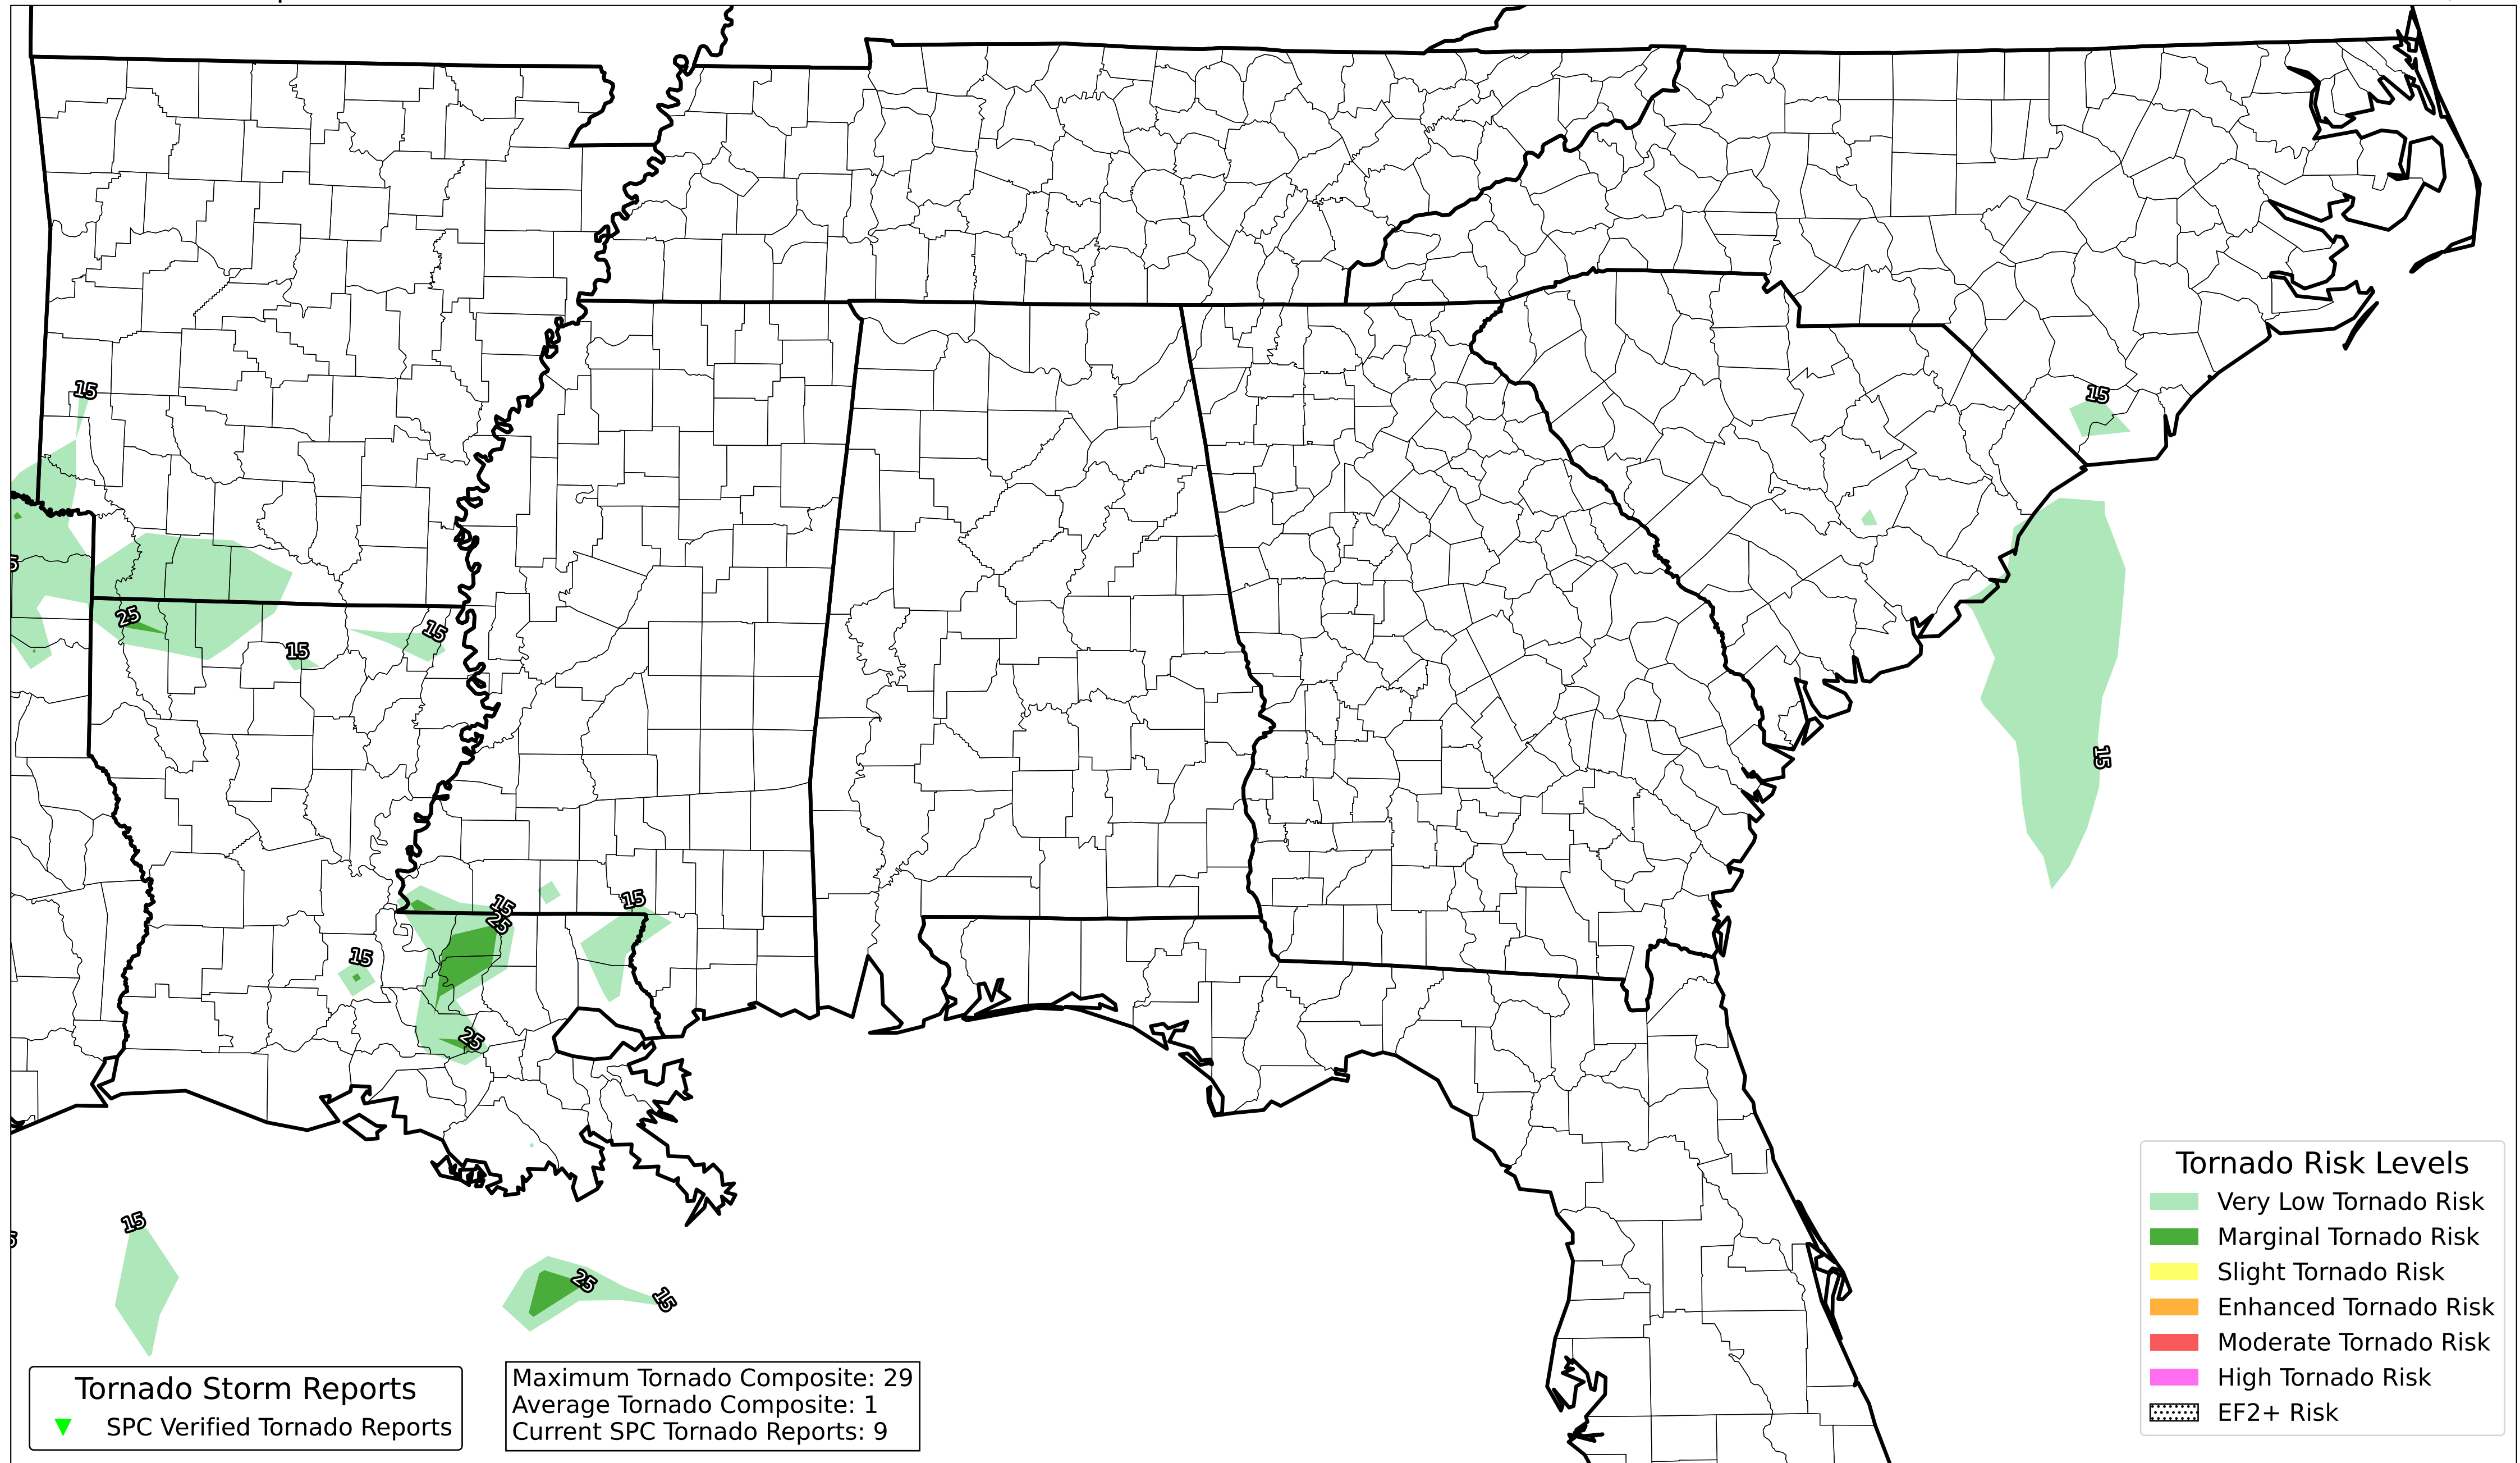 15
15
25
15
15
15
25
15
15
25
15
15
25
15
Tornado Storm Reports
SPC Verified Tornado Reports
Maximum Tornado Composite: 29
Average Tornado Composite: 1
Current SPC Tornado Reports: 9
Tornado Risk Levels
Very Low Tornado Risk
Marginal Tornado Risk
Slight Tornado Risk
Enhanced Tornado Risk
Moderate Tornado Risk
High Tornado Risk
EF2+ Risk